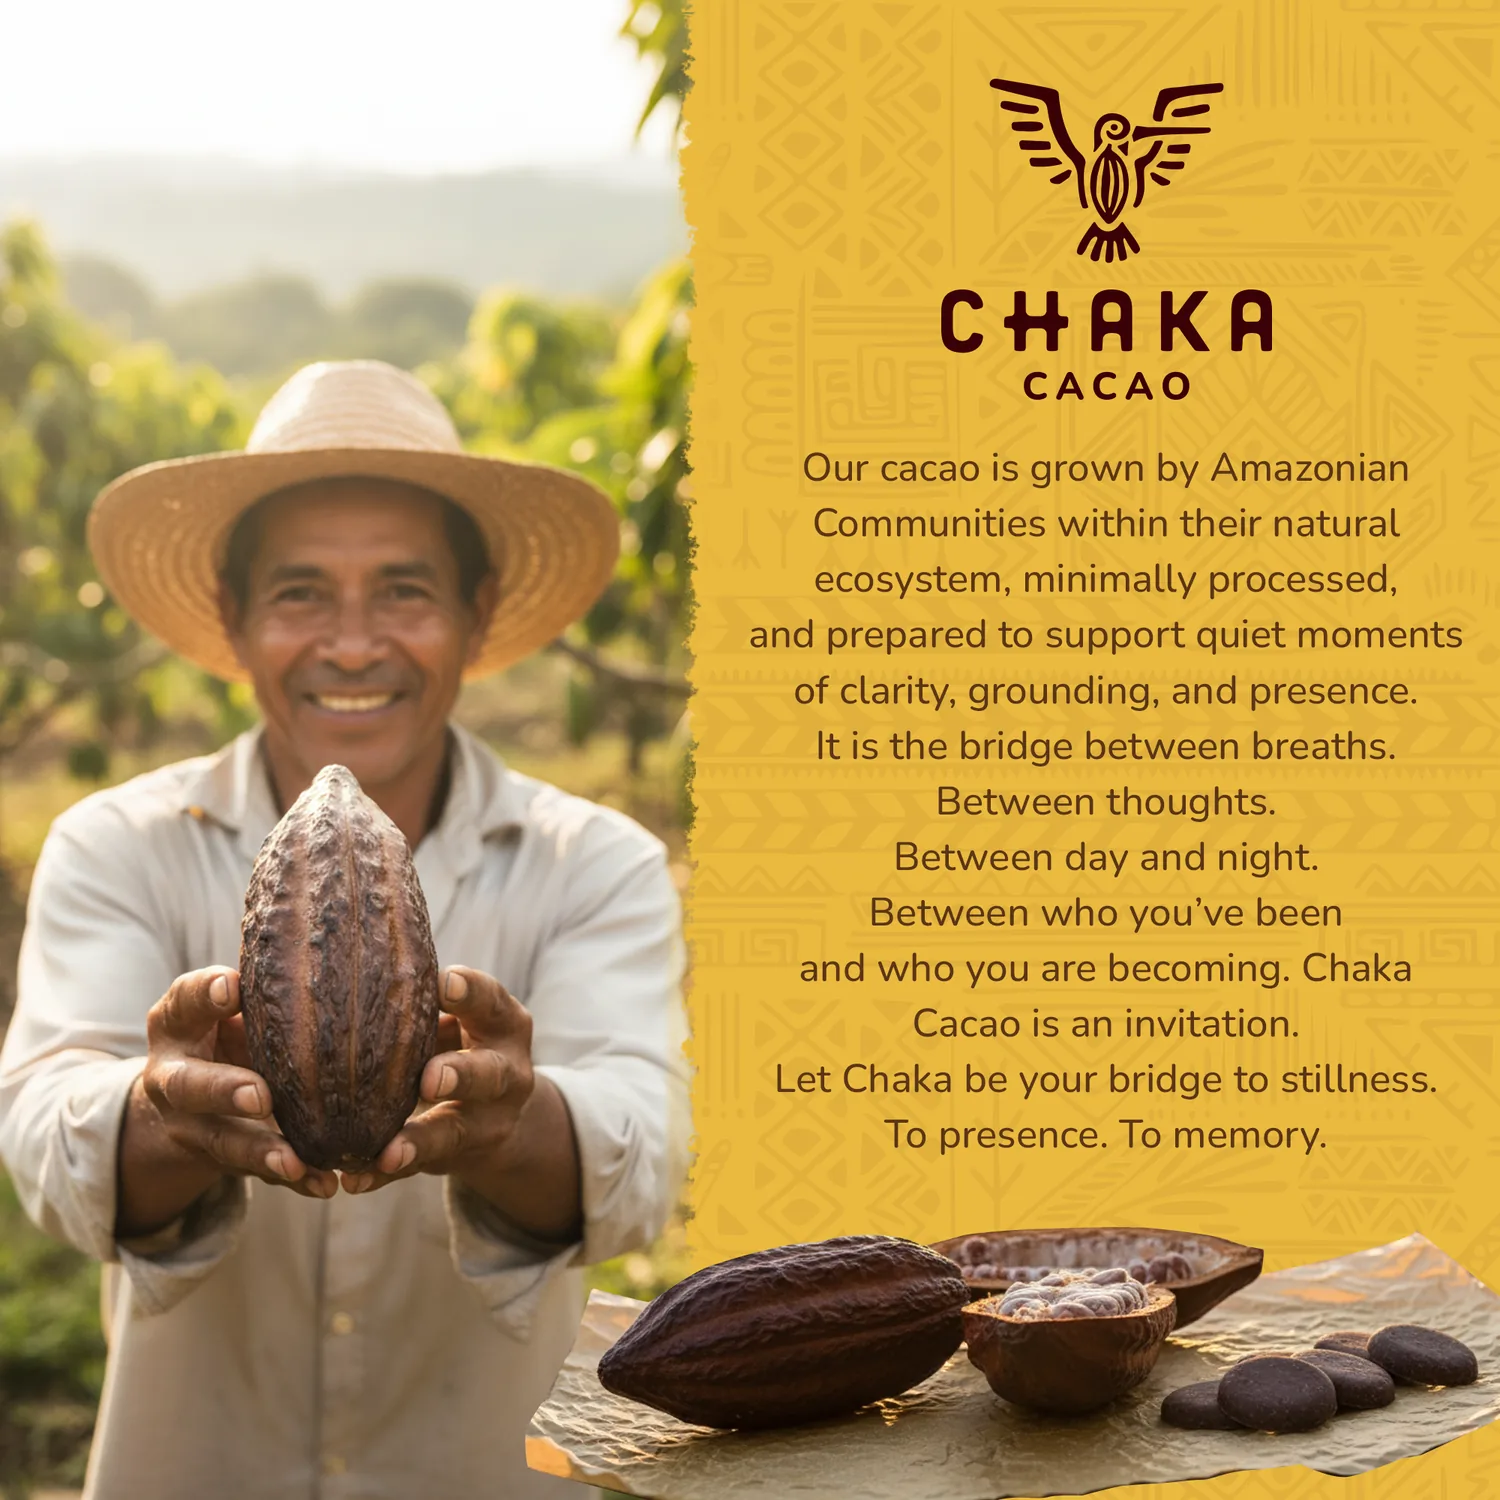 CHAKA
CACAO
Our cacao is grown by Amazonian
Communities within their natural
ecosystem, minimally processed,
and prepared to support quiet moments
of clarity, grounding, and presence.
It is the bridge between breaths.
Between thoughts.
Between day and night.
Between who you’ve been
and who you are becoming. Chaka
Cacao is an invitation.
Let Chaka be your bridge to stillness.
To presence. To memory.